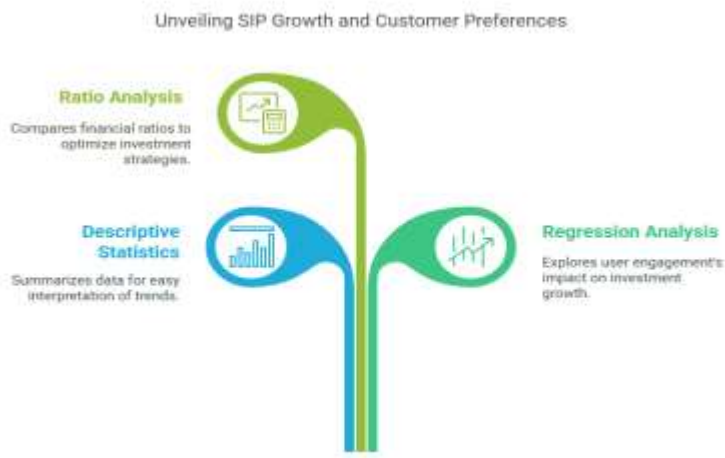 Unveiling SIP Growth and Customer Preferences
Ratio Analysis
Compares financial ratios to
optimize investment
strategies.
Descriptive
Statistics
Summarizes data for easy
interpretation of trends.
Regression Analysis
Explores user engagement's
impact on investment
growth.